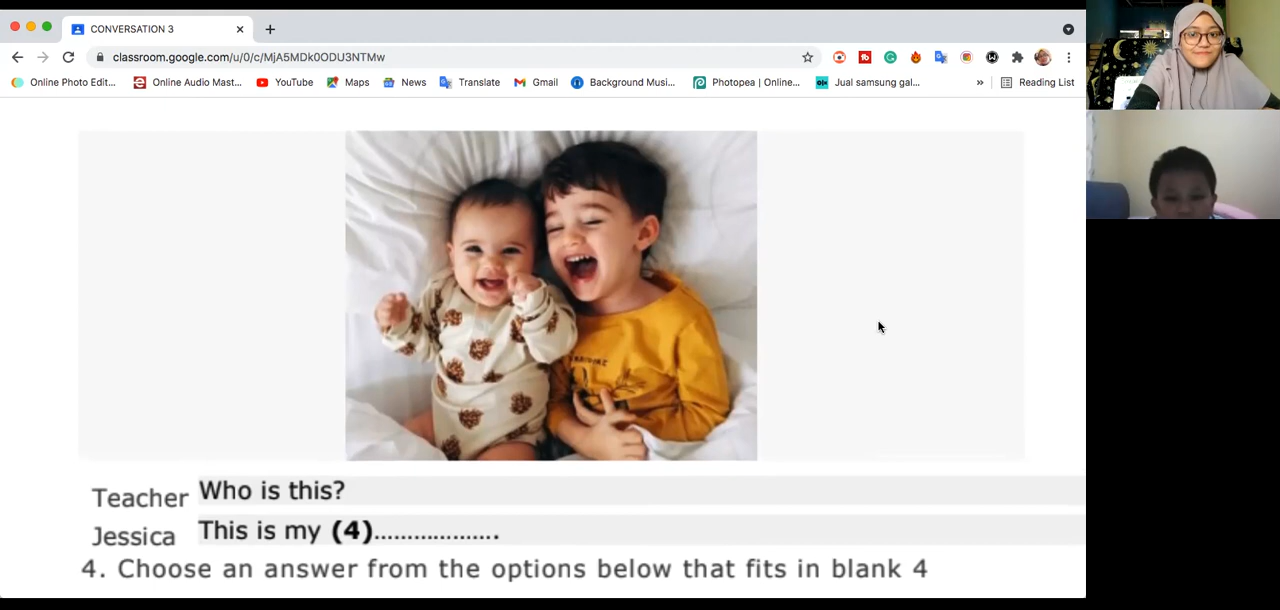 CONVERSATION 3
classroom.google.com/u/0/c/MjA5MDk0ODU3NTMw
Online Photo Edit... Online Audio Mast... YouTube Maps News Translate Gmail Background Musi... Photopea | Online... Jual samsung gal... » Reading List
Teacher Who is this?
Jessica This is my (4)..................
4. Choose an answer from the options below that fits in blank 4